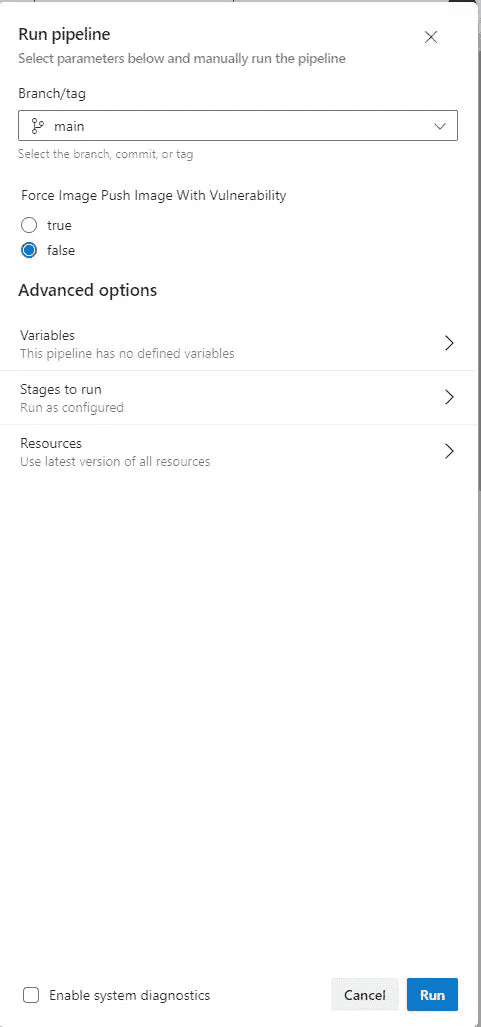 Run pipeline
Select parameters below and manually run the pipeline
Branch/tag
main
Select the branch, commit, or tag
Force Image Push Image With Vulnerability
true
false
Advanced options
Variables
This pipeline has no defined variables
Stages to run
Run as configured
Resources
Use latest version of all resources
Enable system diagnostics
Cancel
Run